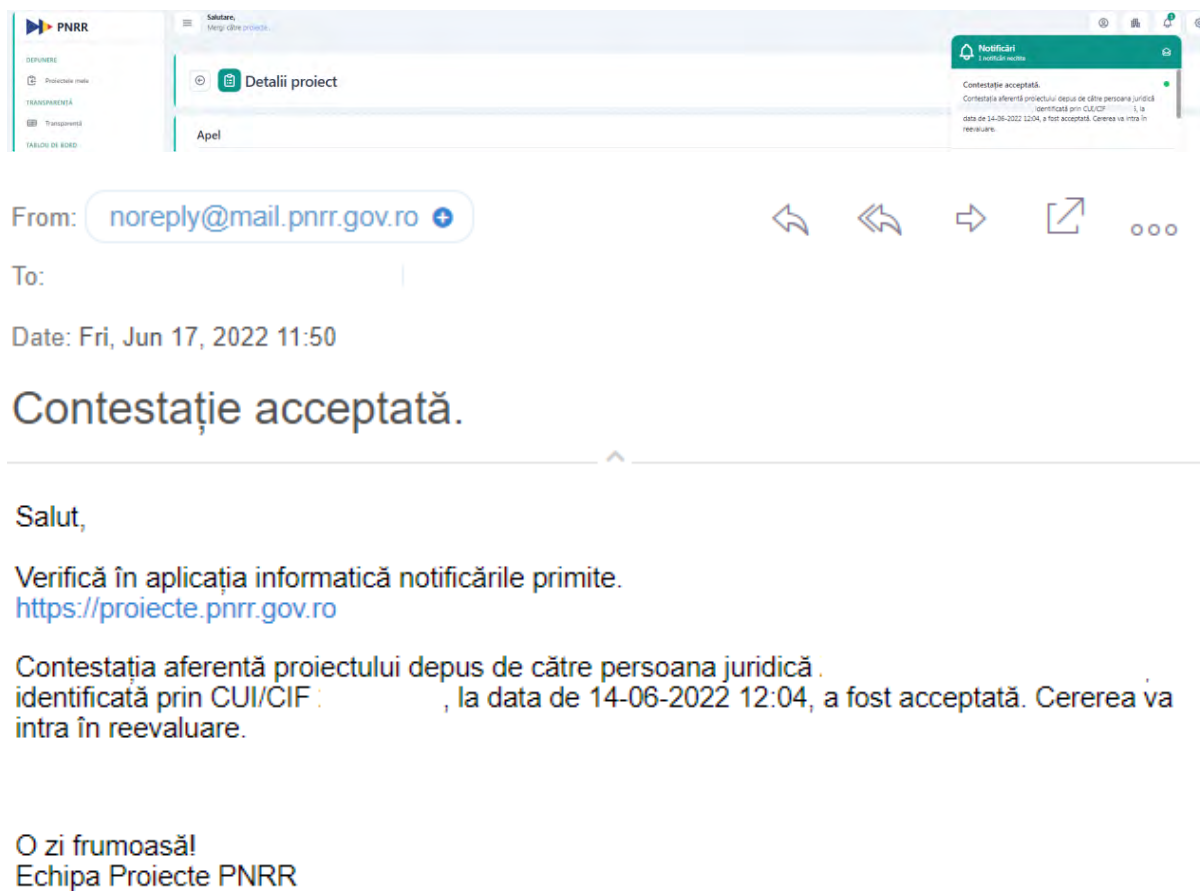 PNRR
Salutare,
Mergi către proiecte..
Notificări
1 notificări necitite
DEPUNERE
Proiectele mele
Detalii proiect
Contestație acceptată.
Contestația aferentă proiectului depus de către persoana juridică
identificată prin CUI/CIF
, la
data de 14-06-2022 12:04, a fost acceptată. Cererea va intra în
reevaluare.
TRANSPARENȚĂ
Transparență
Apel
TABLOU DE BORD
From: noreply@mail.pnrr.gov.ro
To:
Date: Fri, Jun 17, 2022 11:50
Contestație acceptată.
Salut,
Verifică în aplicația informatică notificările primite.
https://proiecte.pnrr.gov.ro
Contestația aferentă proiectului depus de către persoana juridică
identificată prin CUI/CIF , la data de 14-06-2022 12:04, a fost acceptată. Cererea va
intra în reevaluare.
O zi frumoasă!
Echipa Proiecte PNRR